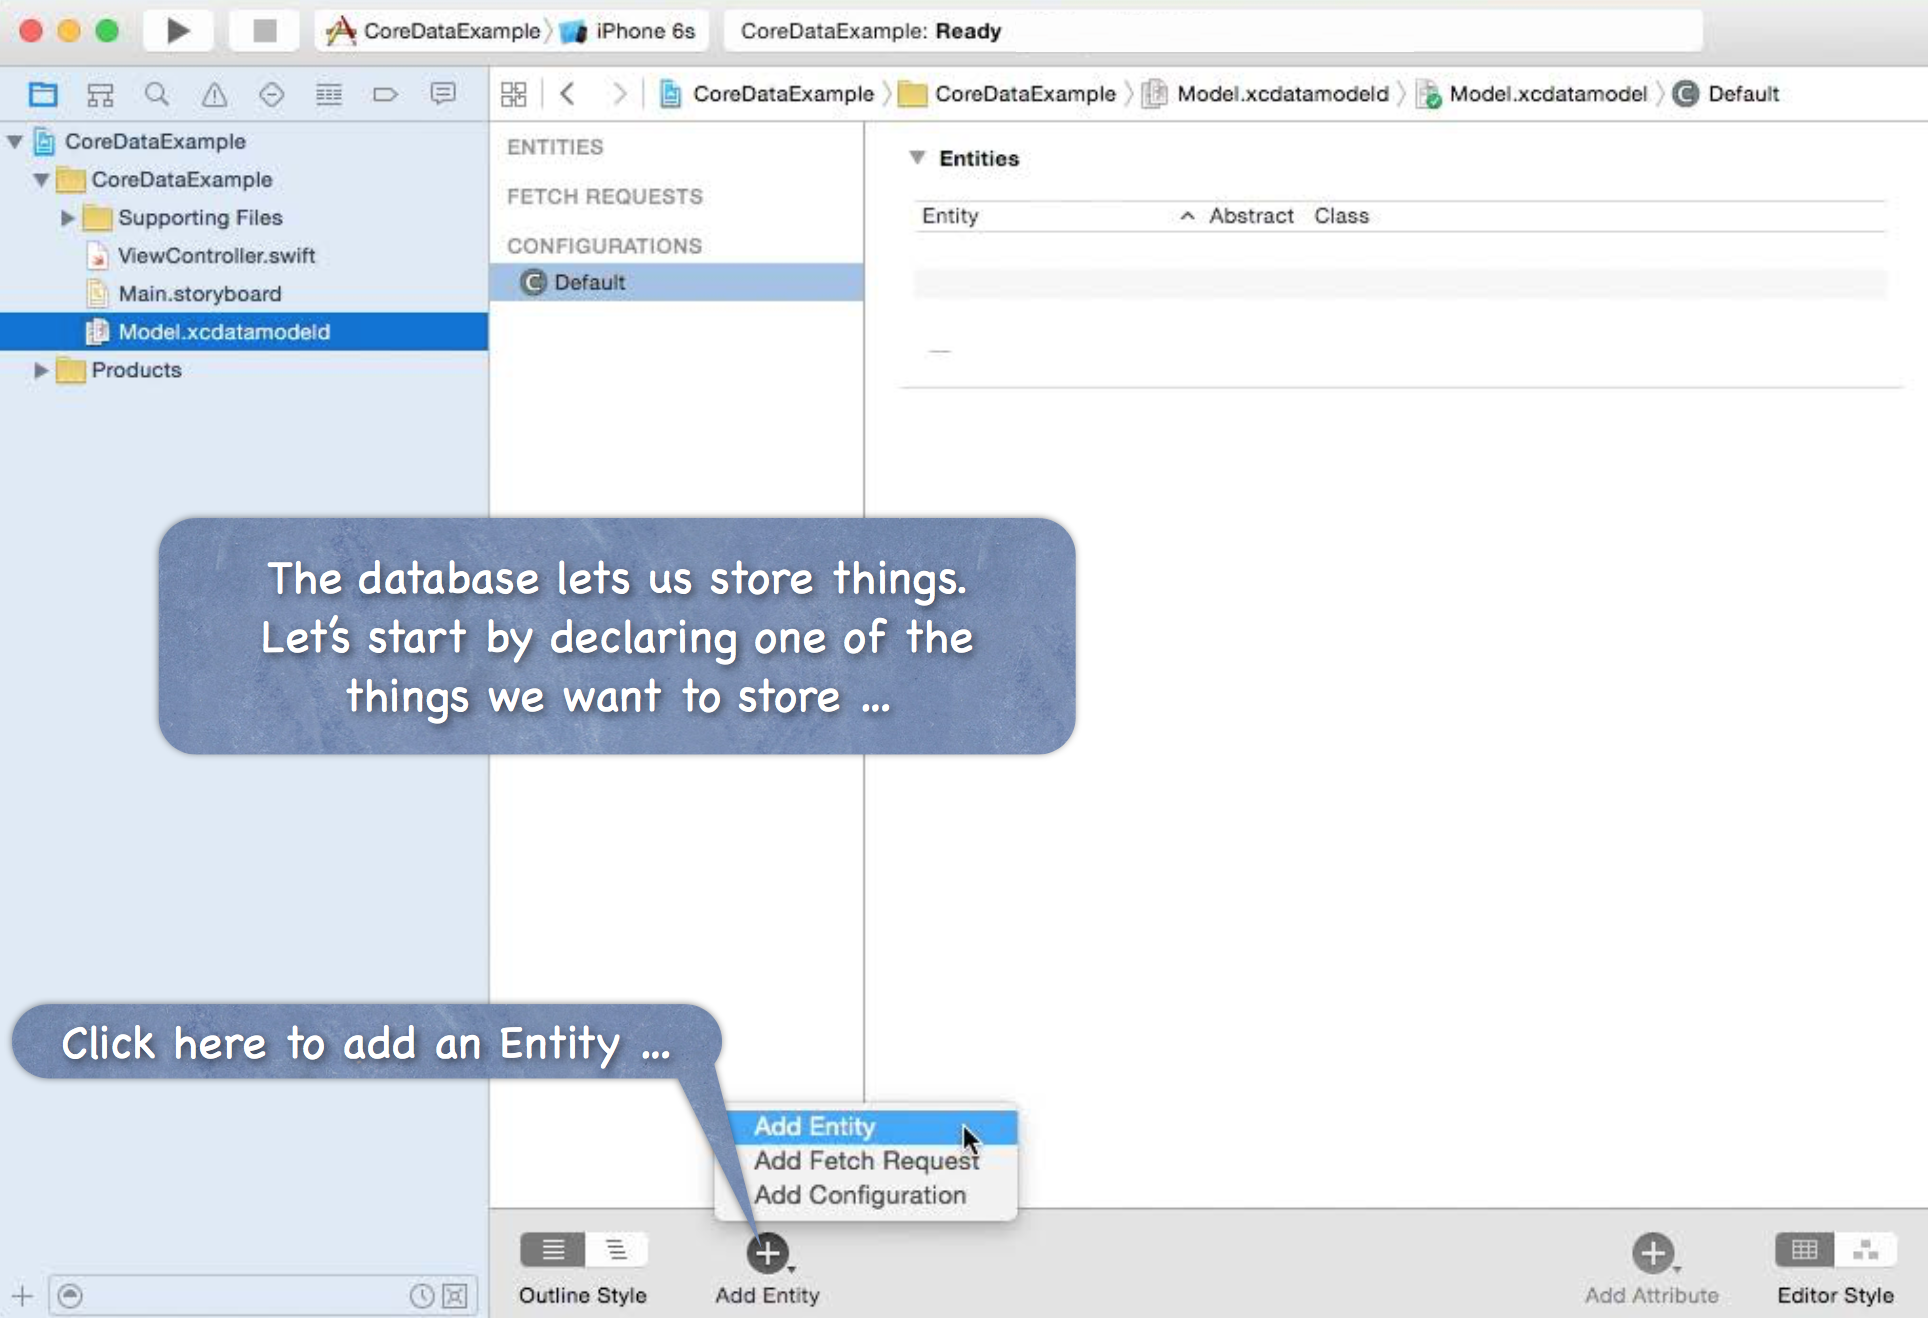 CoreDataExample iPhone 6s CoreDataExample: Ready
CoreDataExample CoreDataExample Model.xcdatamodeld Model.xcdatamodel C Default
CoreDataExample
CoreDataExample
Supporting Files
ViewController.swift
Main.storyboard
Model.xcdatamodeld
Products
ENTITIES
FETCH REQUESTS
CONFIGURATIONS
C Default
Entities
Entity Abstract Class
The database lets us store things.
Let's start by declaring one of the
things we want to store ...
Click here to add an Entity ...
Add Entity
Add Fetch Request
Add Configuration
Outline Style Add Entity Add Attribute Editor Style